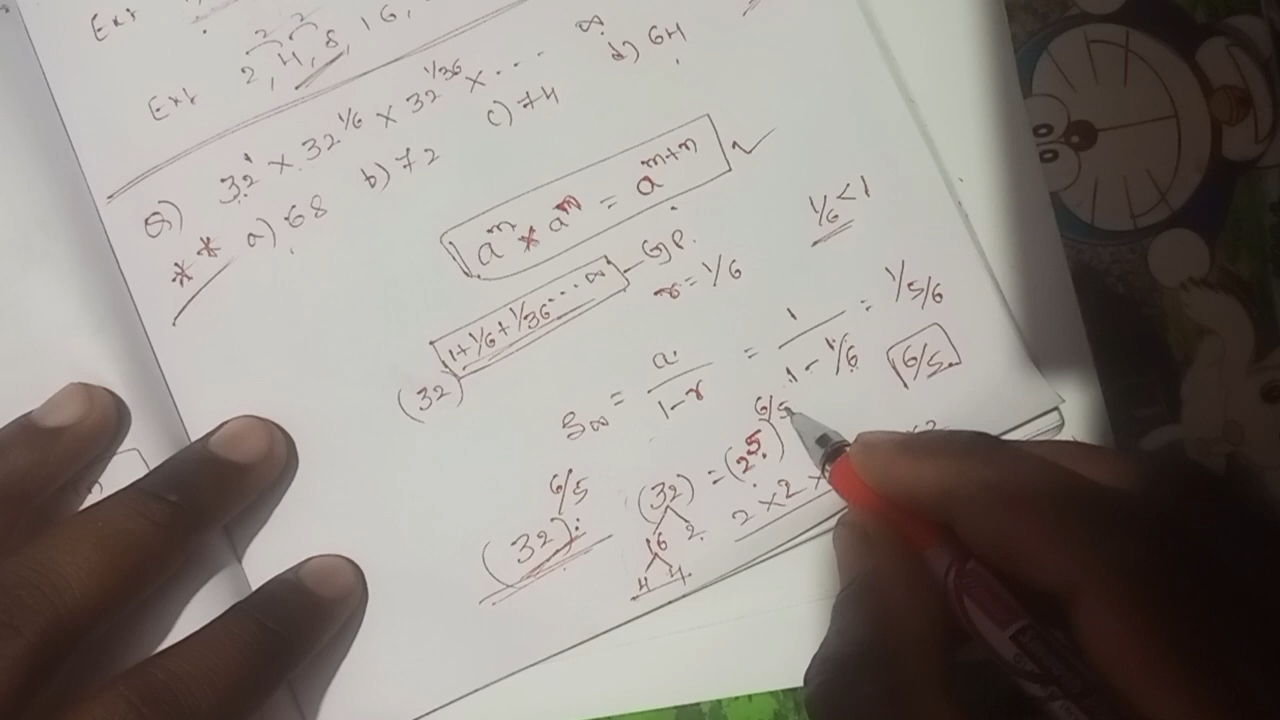 Ext
2, 4, 8, 16,
Q) 32¹ × 32^1/6 × 32^1/36 × ... ∞
** a) 68 b) 72 c) 74 d) 64
a^m × a^n = a^m+n
(32)^1+1/6+1/36...∞ – G.P.
r = 1/6
1/6 < 1
S∞ = a/1-r = 1/1-1/6 = 1/5/6
6/5
(32)^6/5
(32) = (2^5)^6/5
16 2
4 4
2 × 2 ×